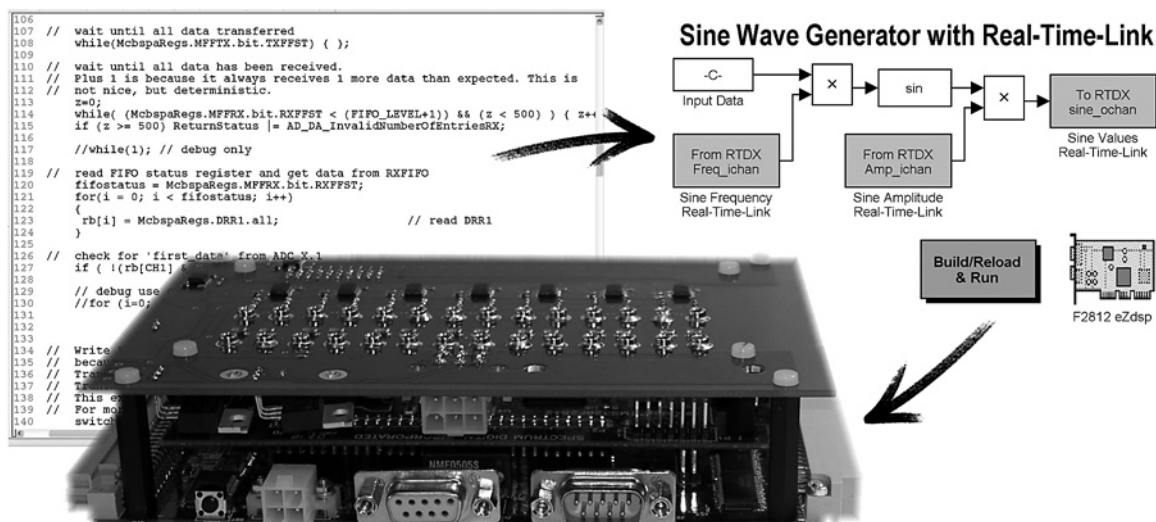 106
107 // wait until all data transferred
108 while(McbspaRegs.MFFTX.bit.TXFFST) { );
109
110 // wait until all data has been received.
111 // Plus 1 is because it always receives 1 more data than expected. This is
112 // not nice, but deterministic.
113 z=0;
114 while( (McbspaRegs.MFFRX.bit.RXFFST < (FIFO_LEVEL+1)) && (z < 500) ) { z++
115 if (z >= 500) ReturnStatus |= AD_DA_InvalidNumberOfEntriesRX;
116
117 //while(1); // debug only
118
119 // read FIFO status register and get data from RXFIFO
120 fifostatus = McbspaRegs.MFFRX.bit.RXFFST;
121 for(i = 0; i < fifostatus; i++)
122 {
123 rb[i] = McbspaRegs.DRR1.all; // read DRR1
124 }
125
126 // check for 'first_data' from ADC_X.1
127 if ( !(rb[CH1] &
128
129 // debug use
130 //for (i=0;
131
132
133
134 // Write
135 // becau
136 // Tra
137 // Tran
138 // This ex
139 // For mor
140 switch
Sine Wave Generator with Real-Time-Link
-C-
Input Data
×
sin
×
To RTDX
sine_ochan
Sine Values
Real-Time-Link
From RTDX
Freq_ichan
Sine Frequency
Real-Time-Link
From RTDX
Amp_ichan
Sine Amplitude
Real-Time-Link
Build/Reload
& Run
F2812 eZdsp
SPECTRUM DIGITAL INCORPORATED
NMF0505S